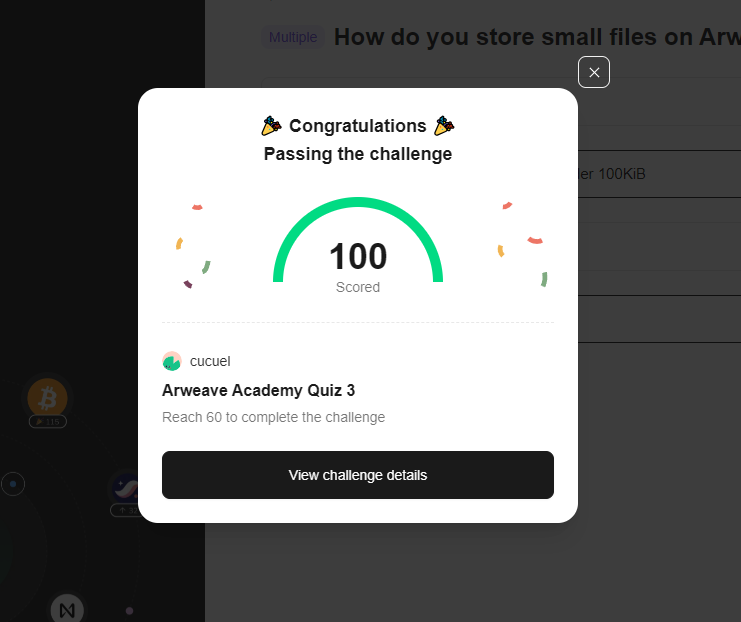 Multiple How do you store small files on Arw
Congratulations
Passing the challenge
100KiB
100
Scored
cucuel
Arweave Academy Quiz 3
Reach 60 to complete the challenge
View challenge details